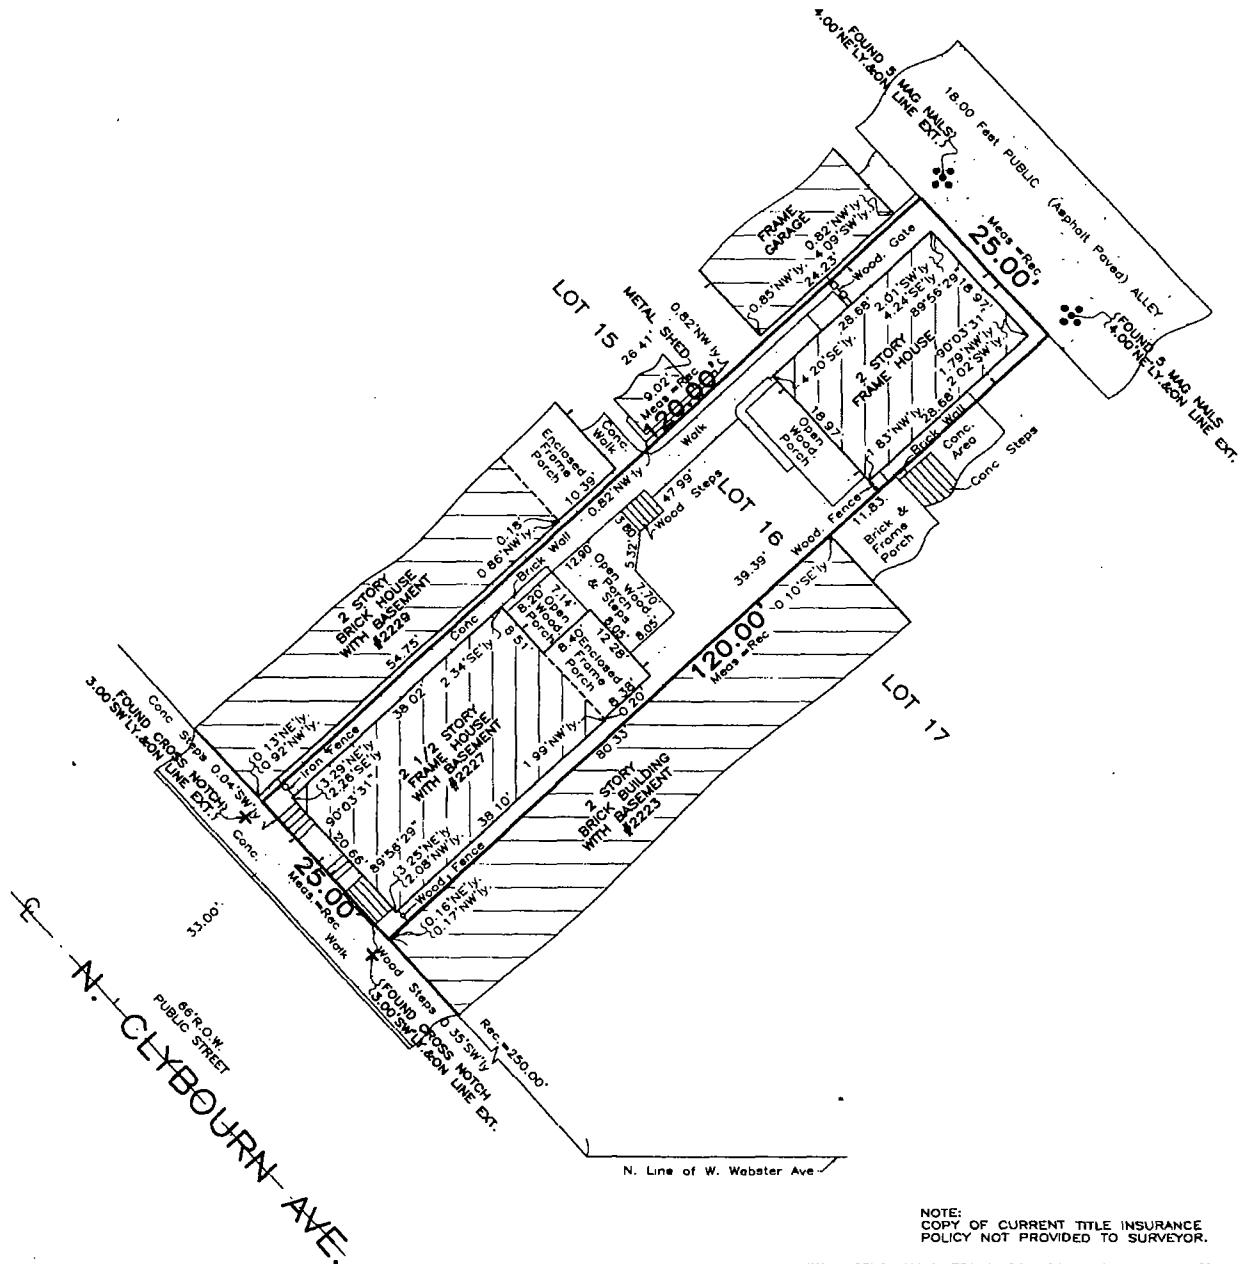 FOUND 5 MAG NAILS
4.00'NE'LY.&ON LINE EXT.
18.00 Feet PUBLIC (Asphalt Paved) ALLEY
Meas.=Rec
25.00'
FOUND 5 MAG NAILS
4.00'NE'LY.&ON LINE EXT.
FRAME
GARAGE
0.82'NW'ly
4.09'SW'ly.
24.23'
0.85'NW'ly.
Wood. Gate
LOT 15
METAL SHED
0.82'NW'ly
26.41'
9.02'
Meas.=Rec
120.00'
28.68'
2.01'SW'ly
4.24'SE'ly
89°56'29"
18.97'
4.20'SE'ly.
2 STORY
FRAME HOUSE
90°03'31"
1.79'NW'ly
2.02'SW'ly
28.68'
1.83'NW'ly
18.97'
Open
Wood.
Porch
Brick Wall
Conc.
Area
Conc Steps
Brick &
Frame
Porch
11.83'
Wood. Fence
Walk
Conc.
Walk
Enclosed
Frame
Porch
10.39'
0.82'NW'ly
0.18'
0.86'NW'ly.
LOT 16
47.99'
Wood Steps
3.80'
5.32'
Brick Wall
12.90'
Open Wood.
Porch
& Steps
7.70'
8.05'
8.05'
39.39'
0.10'SE'ly
8.20'
7.14'
Open
Wood.
Porch
8.51'
8.40'
12.28'
Enclosed
Frame
Porch
8.38'
0.20'
2 STORY
BRICK HOUSE
WITH BASEMENT
#2229
54.75'
Conc
2.34'SE'ly
38.02'
120.00'
Meas.=Rec
LOT 17
1.99'NW'ly
80.33'
Iron Fence
2 1/2 STORY
FRAME HOUSE
WITH BASEMENT
#2227
2 STORY
BRICK BUILDING
WITH BASEMENT
#2223
0.13'NE'ly
0.92'NW'ly.
3.29'NE'ly
2.26'SE'ly
90°03'31"
20.66'
89°56'29"
38.10'
3.25'NE'ly
2.08'NW'ly.
Wood. Fence
0.16'NE'ly.
0.17'NW'ly.
Conc Steps 0.04'SW'ly
FOUND CROSS NOTCH
3.00'SW'LY.&ON LINE EXT.
Conc.
25.00'
Meas.=Rec
Walk
Wood Steps 0.35'SW'ly
FOUND CROSS NOTCH
3.00'SW'LY.&ON LINE EXT.
Rec.=250.00'
33.00'
66'R.O.W.
PUBLIC STREET
N. CLYBOURN AVE.
N. Line of W. Webster Ave
NOTE:
COPY OF CURRENT TITLE INSURANCE
POLICY NOT PROVIDED TO SURVEYOR.